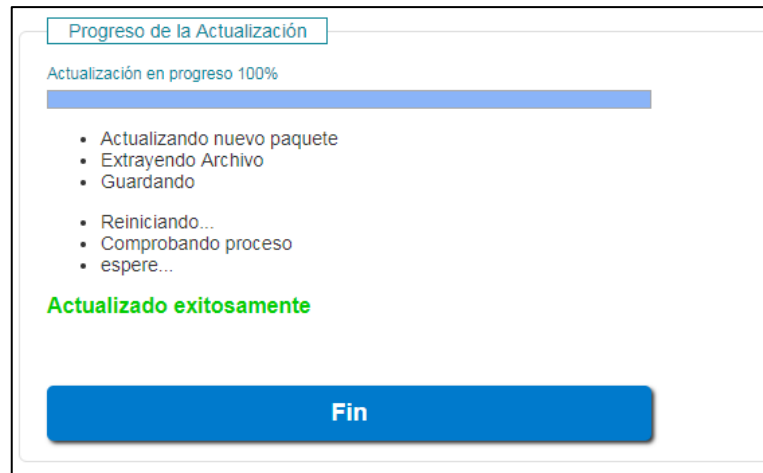 Progreso de la Actualización
Actualización en progreso 100%
Actualizando nuevo paquete
Extrayendo Archivo
Guardando
Reiniciando...
Comprobando proceso
espere...
Actualizado exitosamente
Fin